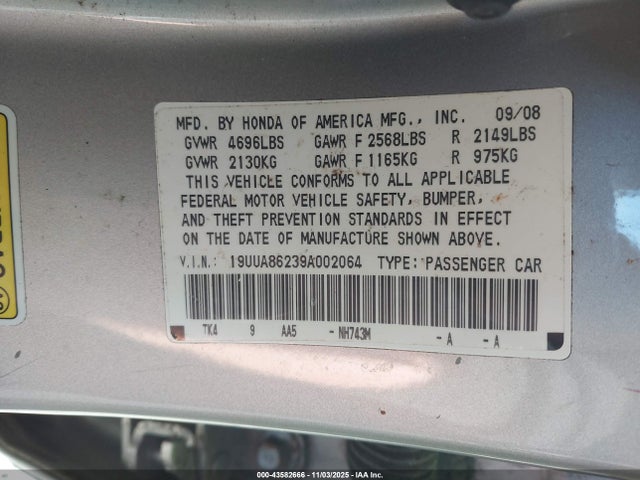 MFD. BY HONDA OF AMERICA MFG., INC. 09/08
GVWR 4696LBS GAWR F 2568LBS R 2149LBS
GVWR 2130KG GAWR F 1165KG R 975KG
THIS VEHICLE CONFORMS TO ALL APPLICABLE
FEDERAL MOTOR VEHICLE SAFETY, BUMPER,
AND THEFT PREVENTION STANDARDS IN EFFECT
ON THE DATE OF MANUFACTURE SHOWN ABOVE.
V.I.N.: 19UUA86239A002064 TYPE: PASSENGER CAR
TK4 9 AA5 -NH743M -A -A
000-43582666 - 11/03/2025 - IAA Inc.